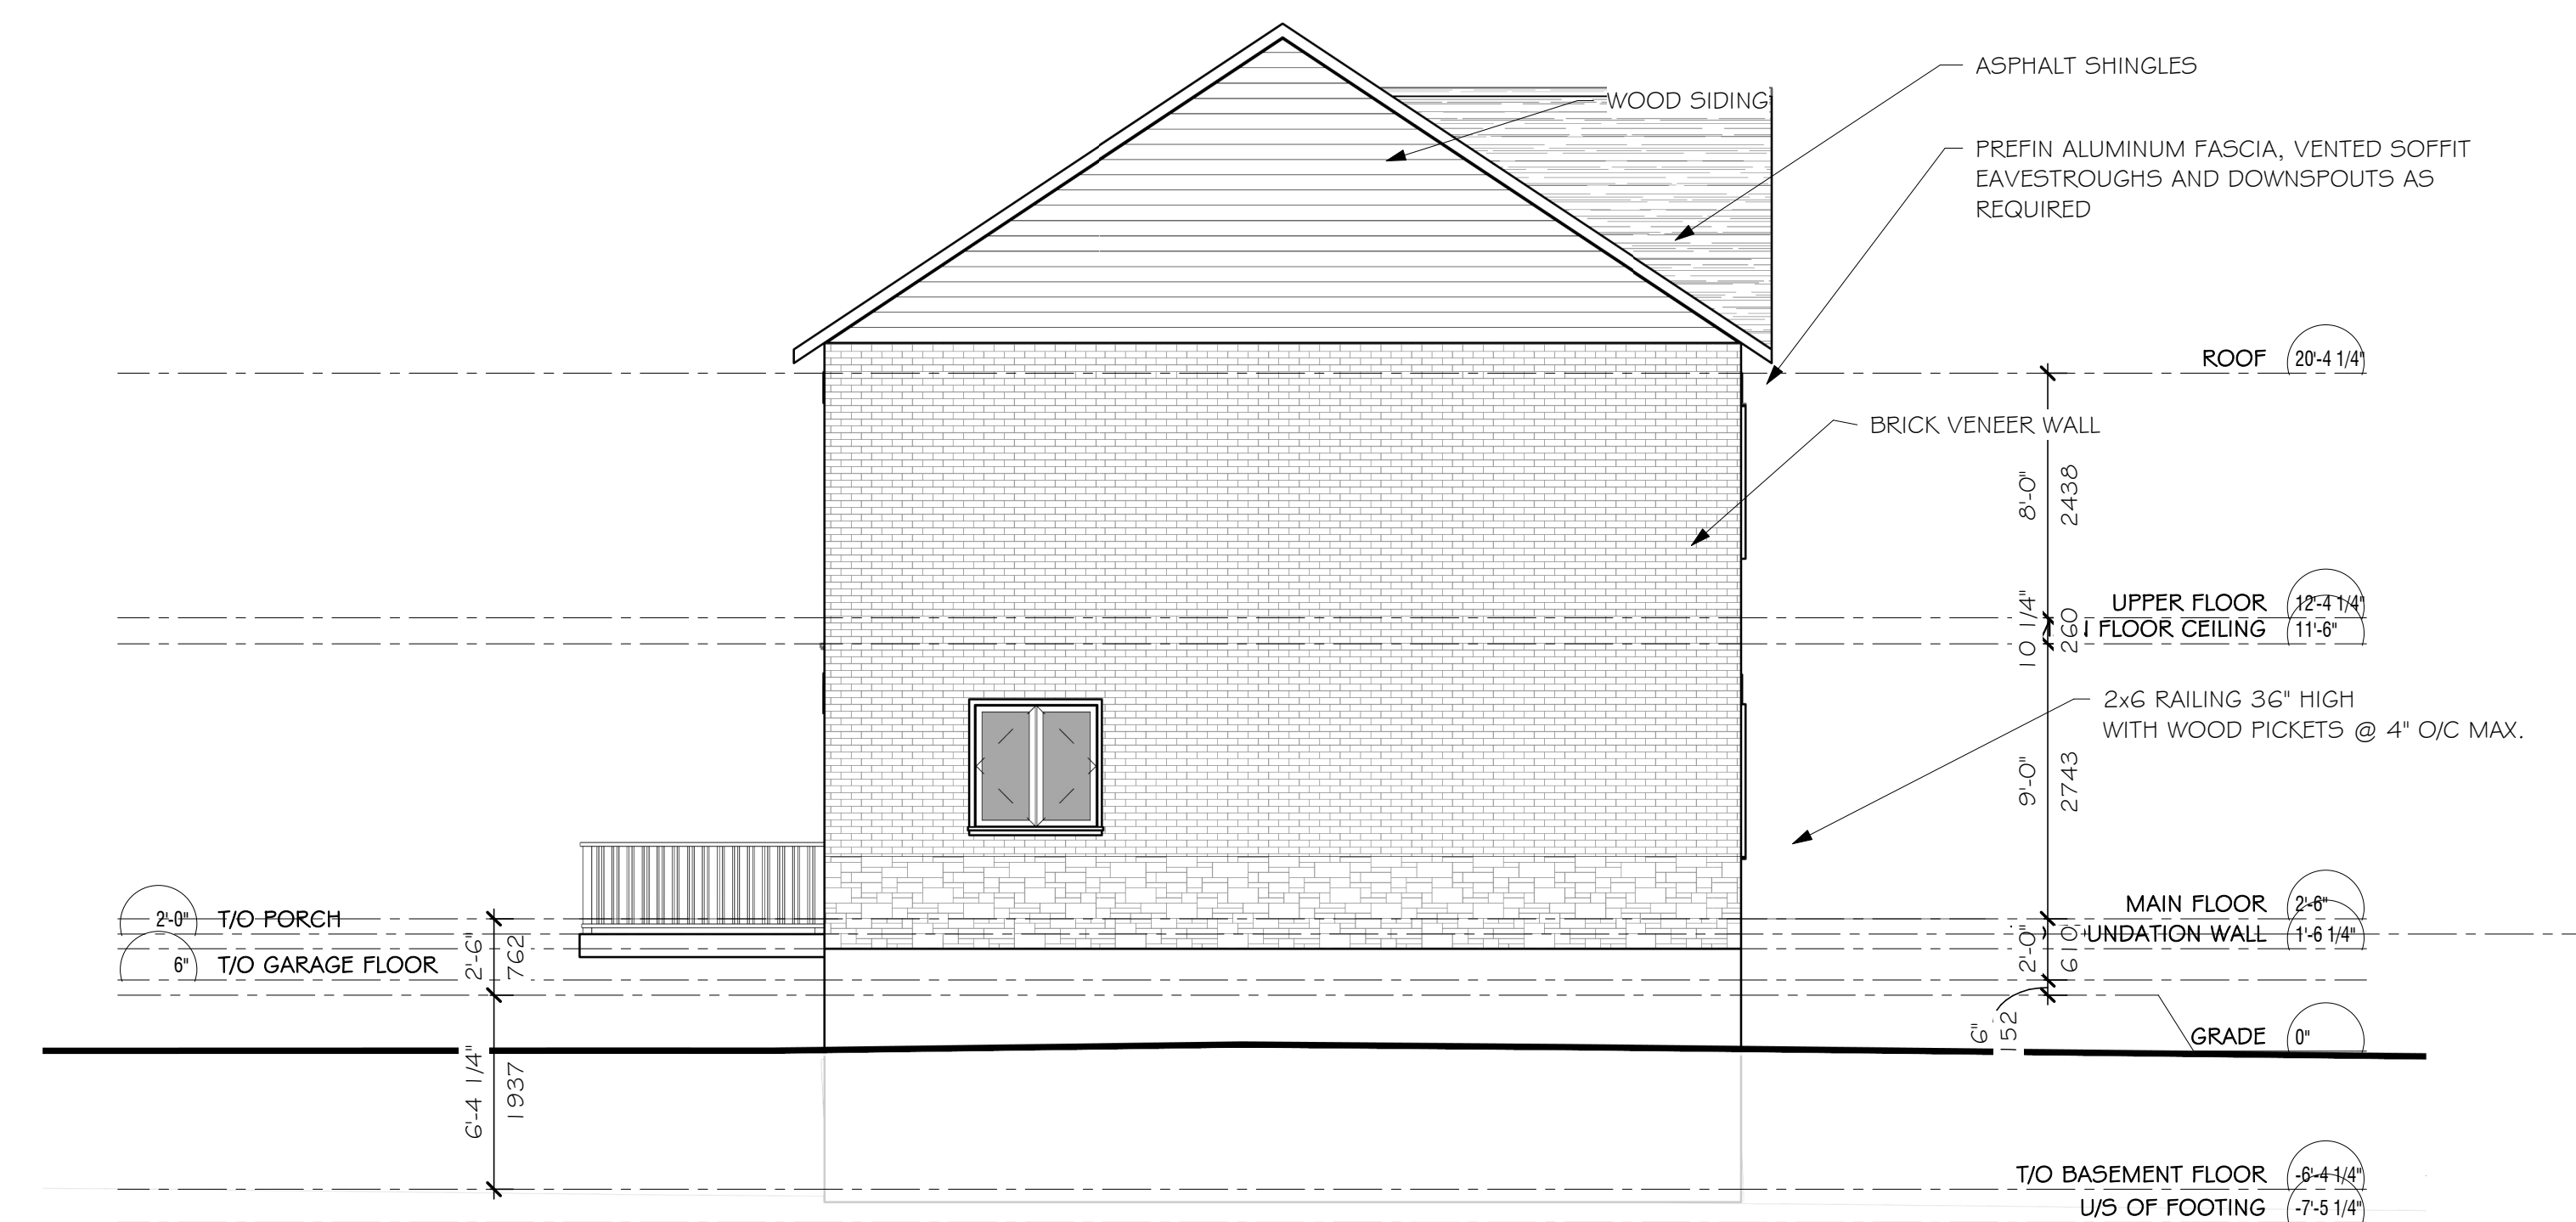 ASPHALT SHINGLES
WOOD SIDING
PREFIN ALUMINUM FASCIA, VENTED SOFFIT
EAVESTROUGHS AND DOWNSPOUTS AS
REQUIRED
ROOF 20'-4 1/4"
BRICK VENEER WALL
8'-0"
2438
UPPER FLOOR 12'-4 1/4"
FLOOR CEILING 11'-6"
10 1/4"
260
2x6 RAILING 36" HIGH
WITH WOOD PICKETS @ 4" O/C MAX.
9'-0"
2743
MAIN FLOOR 2'-6"
UNDATION WALL 1'-6 1/4"
2'-0"
610
2'-0" T/O PORCH
6" T/O GARAGE FLOOR
2'-6"
762
6"
152
GRADE 0"
6'-4 1/4"
1937
T/O BASEMENT FLOOR -6'-4 1/4"
U/S OF FOOTING -7'-5 1/4"